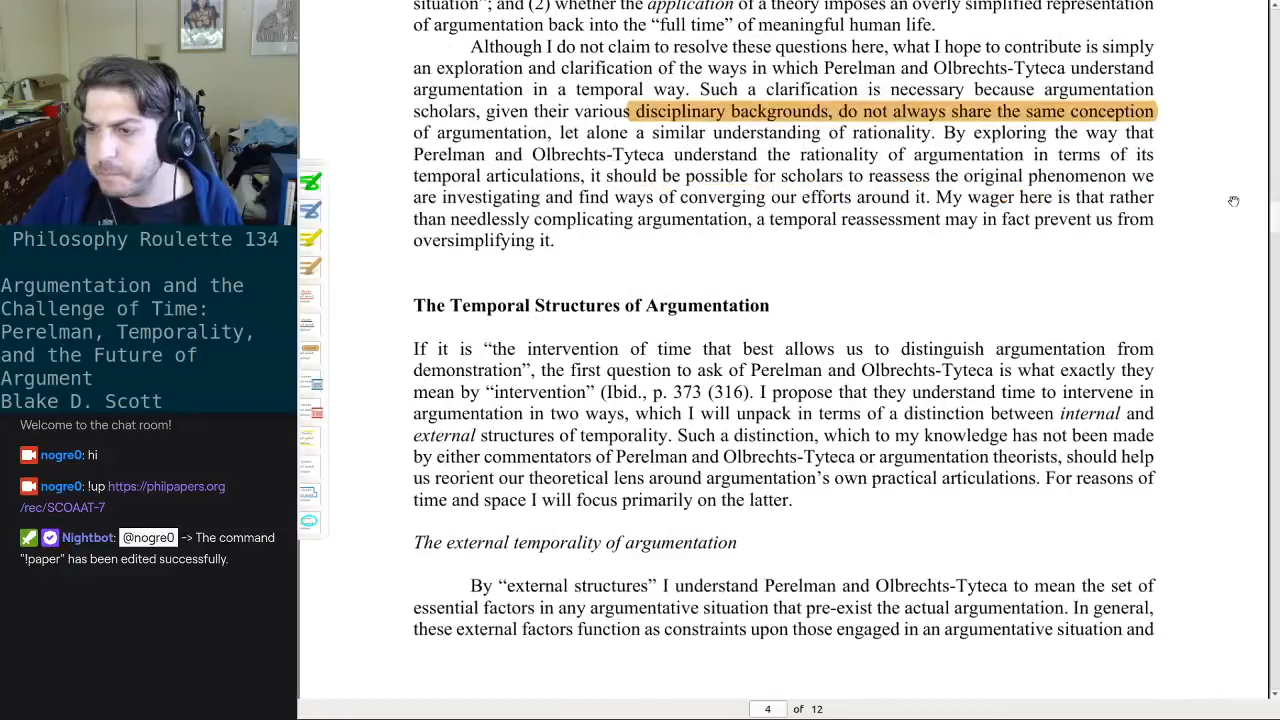 situation"; and (2) whether the application of a theory imposes an overly simplified representation
of argumentation back into the "full time" of meaningful human life.
Although I do not claim to resolve these questions here, what I hope to contribute is simply
an exploration and clarification of the ways in which Perelman and Olbrechts-Tyteca understand
argumentation in a temporal way. Such a clarification is necessary because argumentation
scholars, given their various disciplinary backgrounds, do not always share the same conception
of argumentation, let alone a similar understanding of rationality. By exploring the way that
Perelman and Olbrechts-Tyteca understand the rationality of argumentation in terms of its
temporal articulations, it should be possible for scholars to reassess the original phenomenon we
are investigating and find ways of converging our efforts around it. My wager here is that rather
than needlessly complicating argumentation a temporal reassessment may in fact prevent us from
oversimplifying it.
The Temporal Structures of Argumentation
If it is "the intervention of time that best allows us to distinguish argumentation from
demonstration", the first question to ask if Perelman and Olbrechts-Tyteca is what exactly they
mean by "intervention"
I propose that they understand time to intervene in
argumentation in two ways, which I will unpack in terms of a distinction between internal and
external structures of temporality. Such a distinction, which to my knowledge has not been made
by either commentators of Perelman and Olbrechts-Tyteca or argumentation theorists, should help
us reorient our theoretical lens around argumentation's own practical articulations. For reasons of
time and space I will focus primarily on the latter.
The external temporality of argumentation
By "external structures" I understand Perelman and Olbrechts-Tyteca to mean the set of
essential factors in any argumentative situation that pre-exist the actual argumentation. In general,
these external factors function as constraints upon those engaged in an argumentative situation and
4 of 12
Philosophy Roulette 134
Argumentation and the
Challenge of Time:
Perelman, Temporality,
and the Future of
Argument
Blake D. Scott
Welcome to the chat room!
nogre0: hi
nogre0: !up https://philpapers.org
/rec/SCOAAT-7
Nightbot: @nogre0 -> The command
"!paper" has been edited successfully.